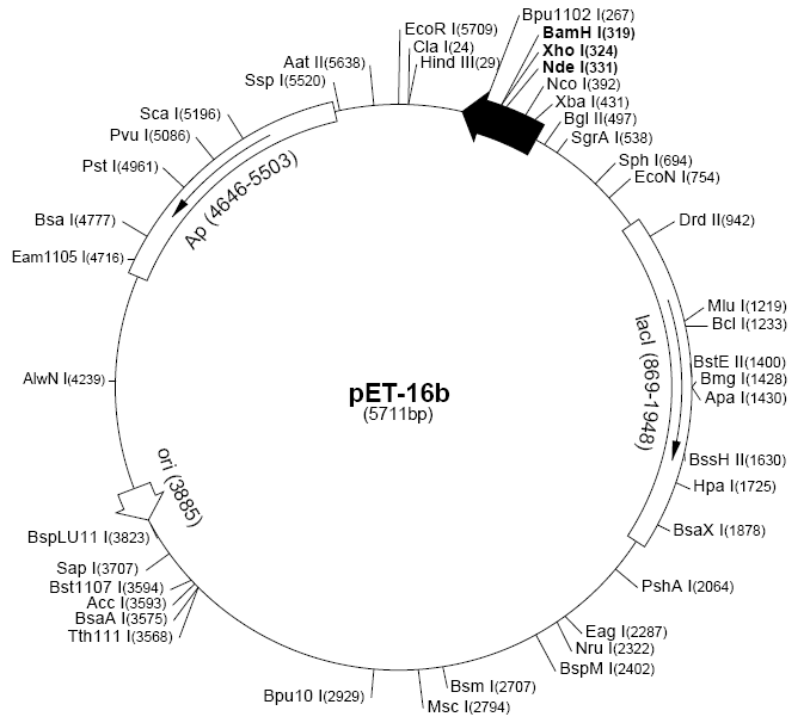 EcoR I(5709)
Cla I(24)
Hind III(29)
Bpu1102 I(267)
BamH I(319)
Xho I(324)
Nde I(331)
Nco I(392)
Xba I(431)
Bgl II(497)
SgrA I(538)
Sph I(694)
EcoN I(754)
Drd II(942)
Mlu I(1219)
Bcl I(1233)
BstE II(1400)
Bmg I(1428)
Apa I(1430)
BssH II(1630)
Hpa I(1725)
BsaX I(1878)
PshA I(2064)
Eag I(2287)
Nru I(2322)
BspM I(2402)
Bsm I(2707)
Msc I(2794)
Bpu10 I(2929)
Tth111 I(3568)
BsaA I(3575)
Acc I(3593)
Bst1107 I(3594)
Sap I(3707)
BspLU11 I(3823)
AlwN I(4239)
Eam1105 I(4716)
Bsa I(4777)
Pst I(4961)
Pvu I(5086)
Sca I(5196)
Ssp I(5520)
Aat II(5638)
Ap (4646-5503)
lacI (869-1948)
ori (3885)
pET-16b
(5711bp)